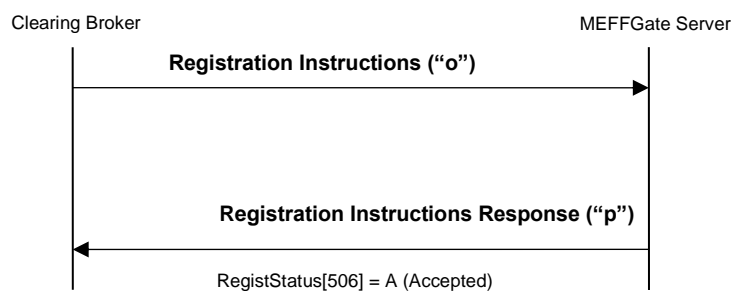 Clearing Broker
MEFFGate Server
Registration Instructions (“o”)
Registration Instructions Response (“p”)
RegistStatus[506] = A (Accepted)